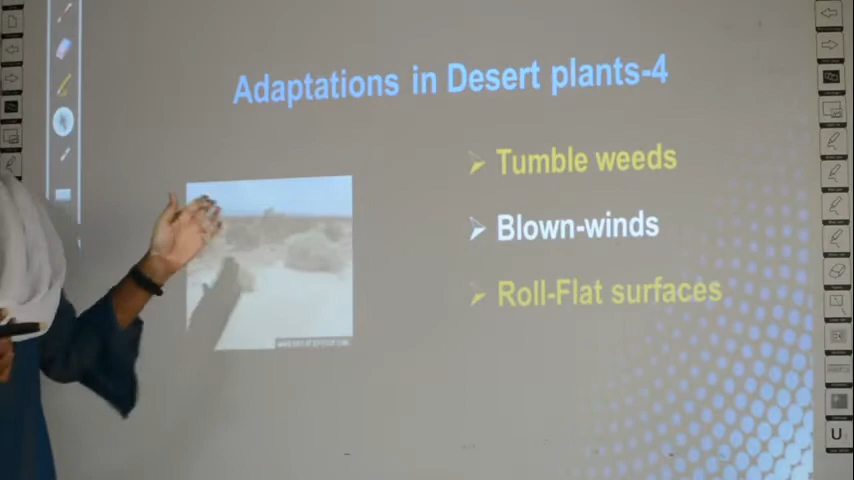 Adaptations in Desert plants-4
Tumble weeds
Blown-winds
Roll-Flat surfaces
U